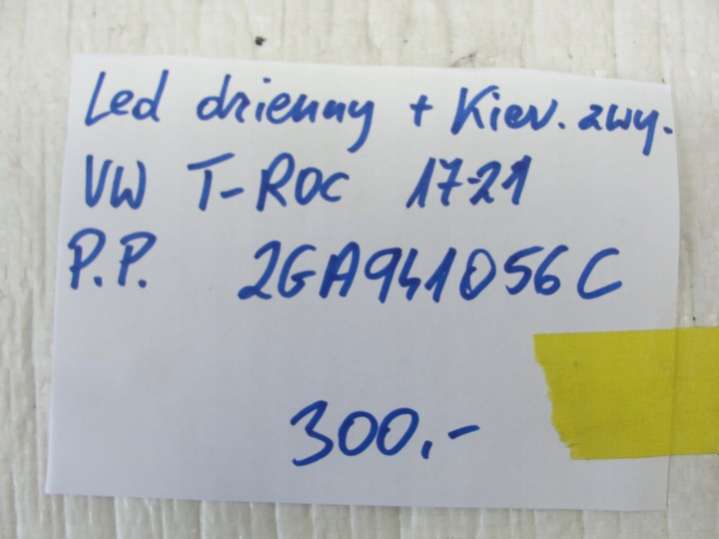 Led dzienny + Kier. zwy.
VW T-ROC 17-21
P.P. 2GA941056C
300.-